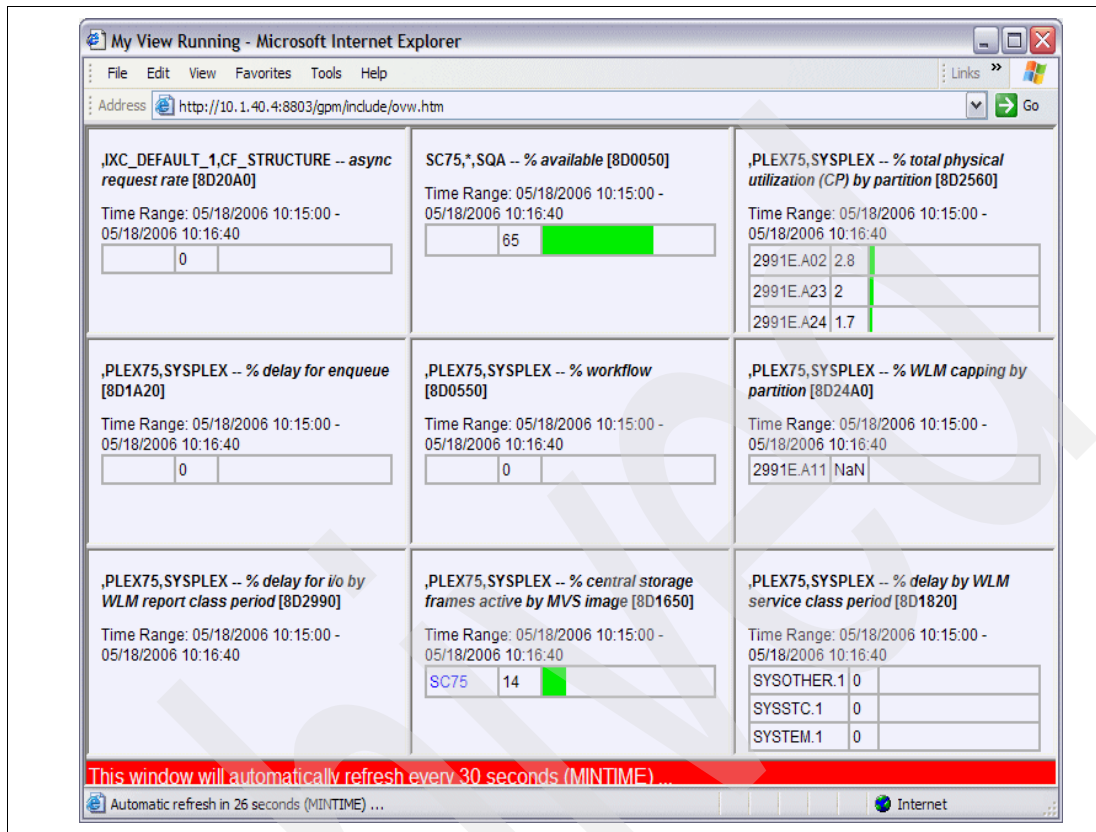 My View Running - Microsoft Internet Explorer
File Edit View Favorites Tools Help Links »
Address http://10.1.40.4:8803/gpm/include/ovw.htm Go
,IXC_DEFAULT_1,CF_STRUCTURE -- async
request rate [8D20A0]
Time Range: 05/18/2006 10:15:00 -
05/18/2006 10:16:40
0
SC75,*,SQA -- % available [8D0050]
Time Range: 05/18/2006 10:15:00 -
05/18/2006 10:16:40
65
,PLEX75,SYSPLEX -- % total physical
utilization (CP) by partition [8D2560]
Time Range: 05/18/2006 10:15:00 -
05/18/2006 10:16:40
2991E.A02 2.8
2991E.A23 2
2991E.A24 1.7
,PLEX75,SYSPLEX -- % delay for enqueue
[8D1A20]
Time Range: 05/18/2006 10:15:00 -
05/18/2006 10:16:40
0
,PLEX75,SYSPLEX -- % workflow
[8D0550]
Time Range: 05/18/2006 10:15:00 -
05/18/2006 10:16:40
0
,PLEX75,SYSPLEX -- % WLM capping by
partition [8D24A0]
Time Range: 05/18/2006 10:15:00 -
05/18/2006 10:16:40
2991E.A11 NaN
,PLEX75,SYSPLEX -- % delay for i/o by
WLM report class period [8D2990]
Time Range: 05/18/2006 10:15:00 -
05/18/2006 10:16:40
,PLEX75,SYSPLEX -- % central storage
frames active by MVS image [8D1650]
Time Range: 05/18/2006 10:15:00 -
05/18/2006 10:16:40
SC75 14
,PLEX75,SYSPLEX -- % delay by WLM
service class period [8D1820]
Time Range: 05/18/2006 10:15:00 -
05/18/2006 10:16:40
SYSOTHER.1 0
SYSSTC.1 0
SYSTEM.1 0
This window will automatically refresh every 30 seconds (MINTIME) ...
Automatic refresh in 26 seconds (MINTIME) ... Internet